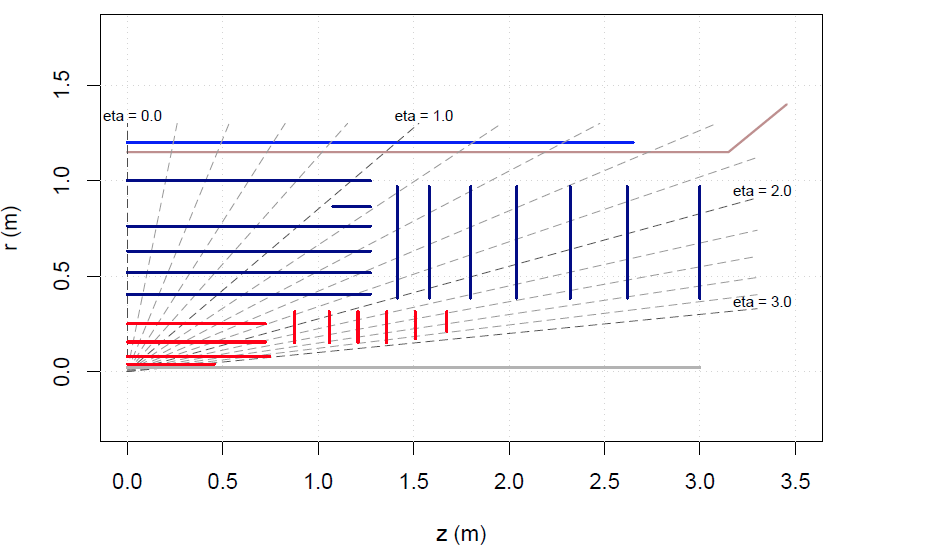 eta = 0.0
eta = 1.0
eta = 2.0
eta = 3.0
r (m)
1.5
1.0
0.5
0.0
0.0 0.5 1.0 1.5 2.0 2.5 3.0 3.5
z (m)